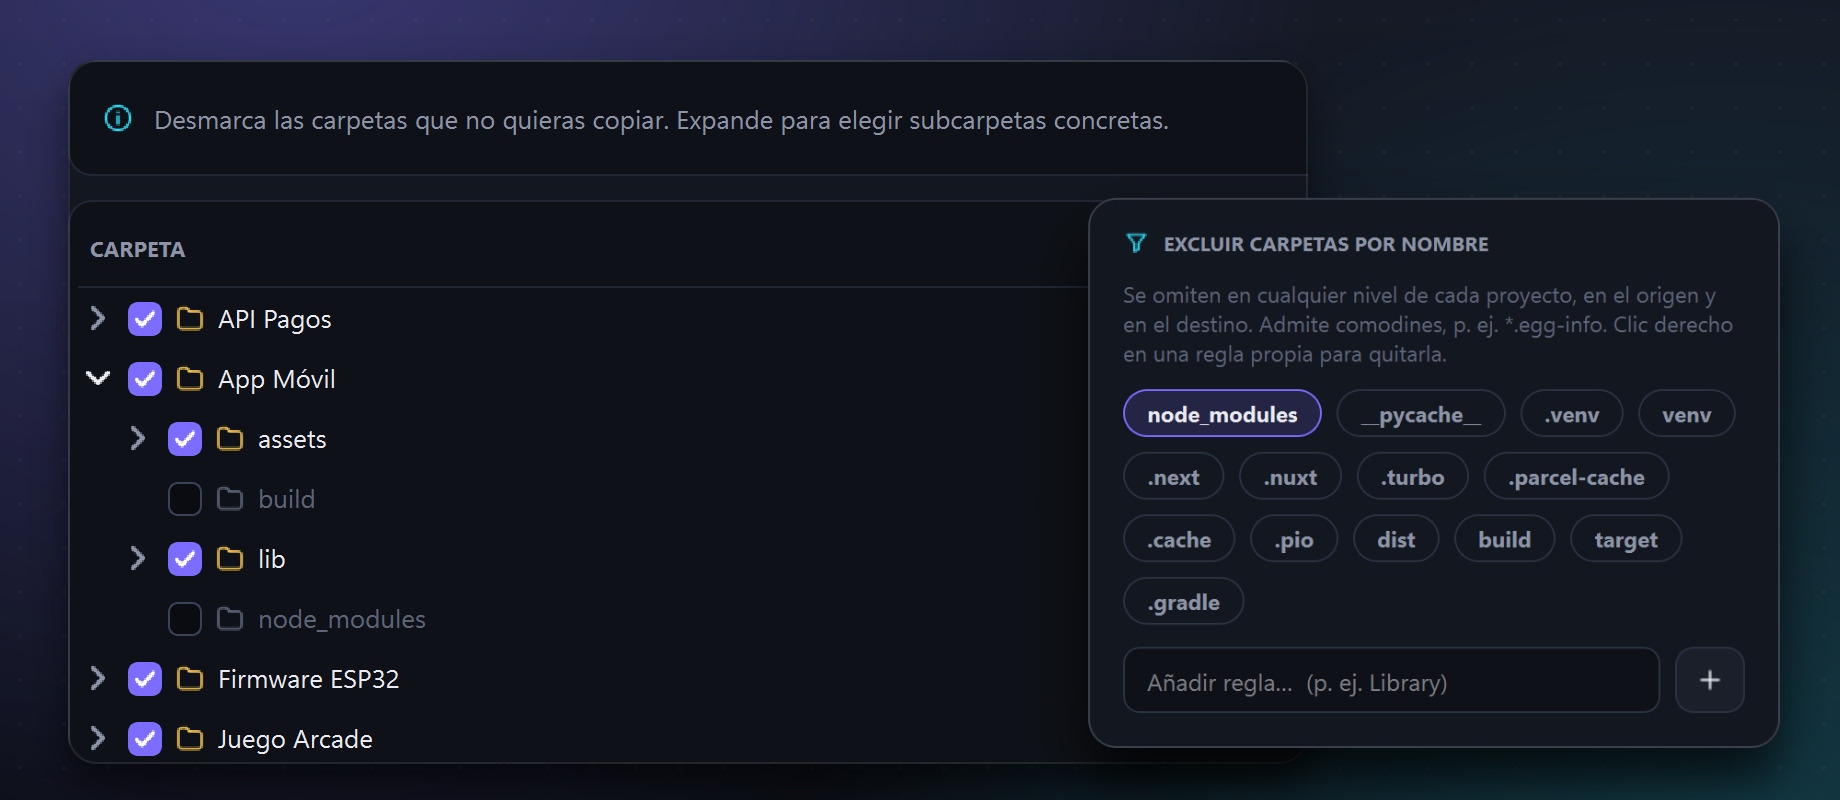 Desmarca las carpetas que no quieras copiar. Expande para elegir subcarpetas concretas.
CARPETA
API Pagos
App Móvil
assets
build
lib
node_modules
Firmware ESP32
Juego Arcade
EXCLUIR CARPETAS POR NOMBRE
Se omiten en cualquier nivel de cada proyecto, en el origen y
en el destino. Admite comodines, p. ej. *.egg-info. Clic derecho
en una regla propia para quitarla.
node_modules __pycache__ .venv venv
.next .nuxt .turbo .parcel-cache
.cache .pio dist build target
.gradle
Añadir regla... (p. ej. Library)
+